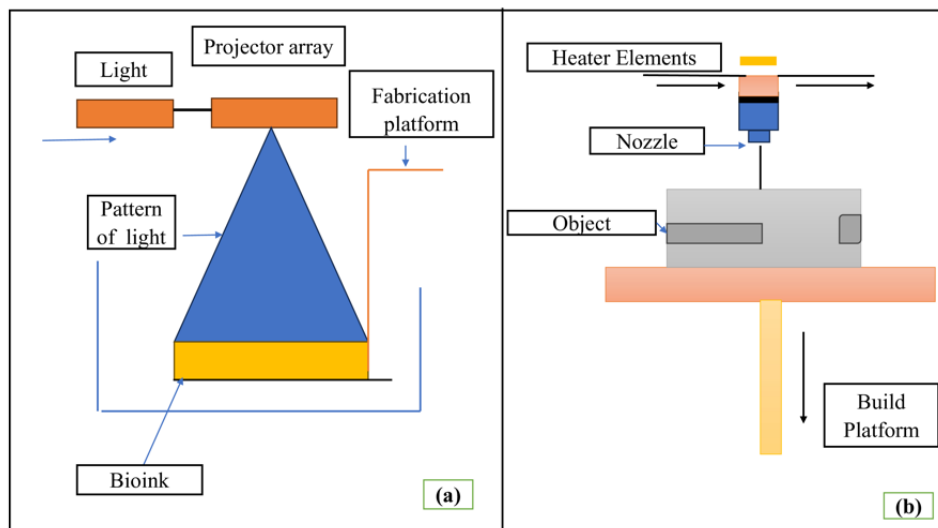 Projector array
Light
Fabrication
platform
Pattern
of light
Bioink
(a)
Heater Elements
Nozzle
Object
Build
Platform
(b)